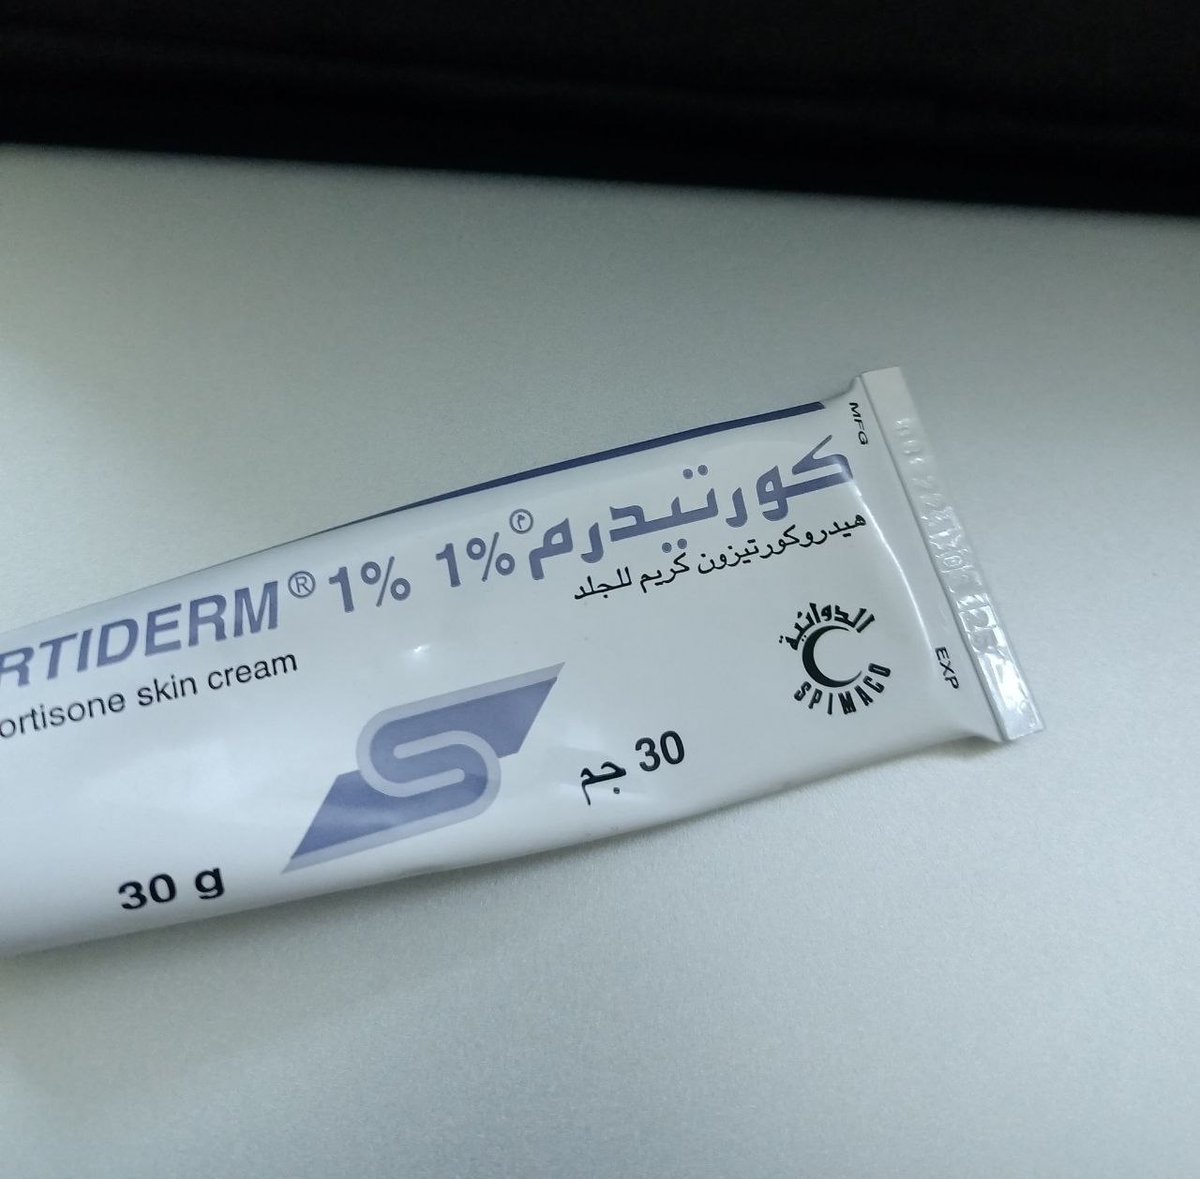 RTIDERM® 1%
ortisone skin cream
30 g
كورتيدرم® 1%
هيدروكورتيزون كريم للجلد
30 جم
الدوائية
SPIMACO
MFG
EXP